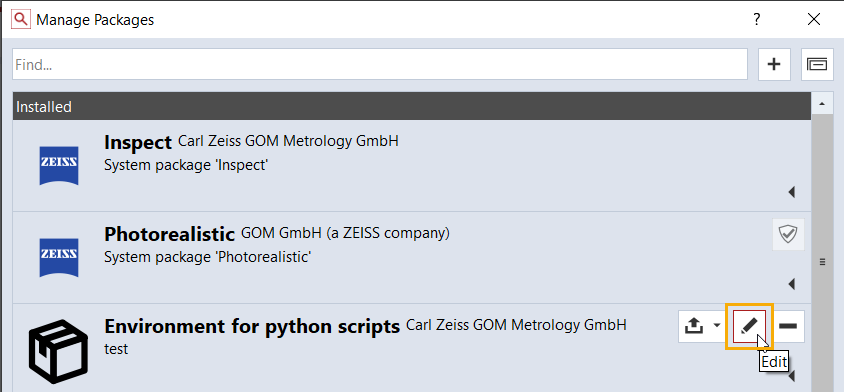 Manage Packages
?
Find...
Installed
ZEISS
Inspect Carl Zeiss GOM Metrology GmbH
System package 'Inspect'
ZEISS
Photorealistic GOM GmbH (a ZEISS company)
System package 'Photorealistic'
Environment for python scripts Carl Zeiss GOM Metrology GmbH
test
Edit